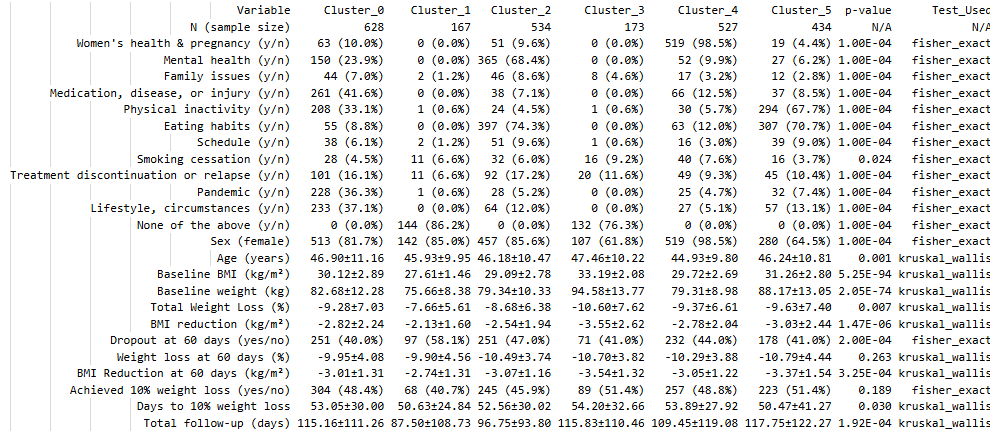 Variable Cluster_0 Cluster_1 Cluster_2 Cluster_3 Cluster_4 Cluster_5 p-value Test_Used
N (sample size) 628 167 534 173 527 434 N/A N/A
Women's health & pregnancy (y/n) 63 (10.0%) 0 (0.0%) 51 (9.6%) 0 (0.0%) 519 (98.5%) 19 (4.4%) 1.00E-04 fisher_exact
Mental health (y/n) 150 (23.9%) 0 (0.0%) 365 (68.4%) 0 (0.0%) 52 (9.9%) 27 (6.2%) 1.00E-04 fisher_exact
Family issues (y/n) 44 (7.0%) 2 (1.2%) 46 (8.6%) 8 (4.6%) 17 (3.2%) 12 (2.8%) 1.00E-04 fisher_exact
Medication, disease, or injury (y/n) 261 (41.6%) 0 (0.0%) 38 (7.1%) 0 (0.0%) 66 (12.5%) 37 (8.5%) 1.00E-04 fisher_exact
Physical inactivity (y/n) 208 (33.1%) 1 (0.6%) 24 (4.5%) 1 (0.6%) 30 (5.7%) 294 (67.7%) 1.00E-04 fisher_exact
Eating habits (y/n) 55 (8.8%) 0 (0.0%) 397 (74.3%) 0 (0.0%) 63 (12.0%) 307 (70.7%) 1.00E-04 fisher_exact
Schedule (y/n) 38 (6.1%) 2 (1.2%) 51 (9.6%) 1 (0.6%) 16 (3.0%) 39 (9.0%) 1.00E-04 fisher_exact
Smoking cessation (y/n) 28 (4.5%) 11 (6.6%) 32 (6.0%) 16 (9.2%) 40 (7.6%) 16 (3.7%) 0.024 fisher_exact
Treatment discontinuation or relapse (y/n) 101 (16.1%) 11 (6.6%) 92 (17.2%) 20 (11.6%) 49 (9.3%) 45 (10.4%) 1.00E-04 fisher_exact
Pandemic (y/n) 228 (36.3%) 1 (0.6%) 28 (5.2%) 0 (0.0%) 25 (4.7%) 32 (7.4%) 1.00E-04 fisher_exact
Lifestyle, circumstances (y/n) 233 (37.1%) 0 (0.0%) 64 (12.0%) 0 (0.0%) 27 (5.1%) 57 (13.1%) 1.00E-04 fisher_exact
None of the above (y/n) 0 (0.0%) 144 (86.2%) 0 (0.0%) 132 (76.3%) 0 (0.0%) 0 (0.0%) 1.00E-04 fisher_exact
Sex (female) 513 (81.7%) 142 (85.0%) 457 (85.6%) 107 (61.8%) 519 (98.5%) 280 (64.5%) 1.00E-04 fisher_exact
Age (years) 46.90±11.16 45.93±9.95 46.18±10.47 47.46±10.22 44.93±9.80 46.24±10.81 0.001 kruskal_wallis
Baseline BMI (kg/m²) 30.12±2.89 27.61±1.46 29.09±2.78 33.19±2.08 29.72±2.69 31.26±2.80 5.25E-94 kruskal_wallis
Baseline weight (kg) 82.68±12.28 75.66±8.38 79.34±10.33 94.58±13.77 79.31±8.98 88.17±13.05 2.05E-74 kruskal_wallis
Total Weight Loss (%) -9.28±7.03 -7.66±5.61 -8.68±6.38 -10.60±7.62 -9.37±6.61 -9.63±7.40 0.007 kruskal_wallis
BMI reduction (kg/m²) -2.82±2.24 -2.13±1.60 -2.54±1.94 -3.55±2.62 -2.78±2.04 -3.03±2.44 1.47E-06 kruskal_wallis
Dropout at 60 days (yes/no) 251 (40.0%) 97 (58.1%) 251 (47.0%) 71 (41.0%) 232 (44.0%) 178 (41.0%) 2.00E-04 fisher_exact
Weight loss at 60 days (%) -9.95±4.08 -9.90±4.56 -10.49±3.74 -10.70±3.82 -10.29±3.88 -10.79±4.44 0.263 kruskal_wallis
BMI Reduction at 60 days (kg/m²) -3.01±1.31 -2.74±1.31 -3.07±1.16 -3.54±1.32 -3.05±1.22 -3.37±1.54 3.25E-04 kruskal_wallis
Achieved 10% weight loss (yes/no) 304 (48.4%) 68 (40.7%) 245 (45.9%) 89 (51.4%) 257 (48.8%) 223 (51.4%) 0.189 fisher_exact
Days to 10% weight loss 53.05±30.00 50.63±24.84 52.56±30.02 54.20±32.66 53.89±27.92 50.47±41.27 0.030 kruskal_wallis
Total follow-up (days) 115.16±111.26 87.50±108.73 96.75±93.80 115.83±110.46 109.45±119.08 117.75±122.27 1.92E-04 kruskal_wallis